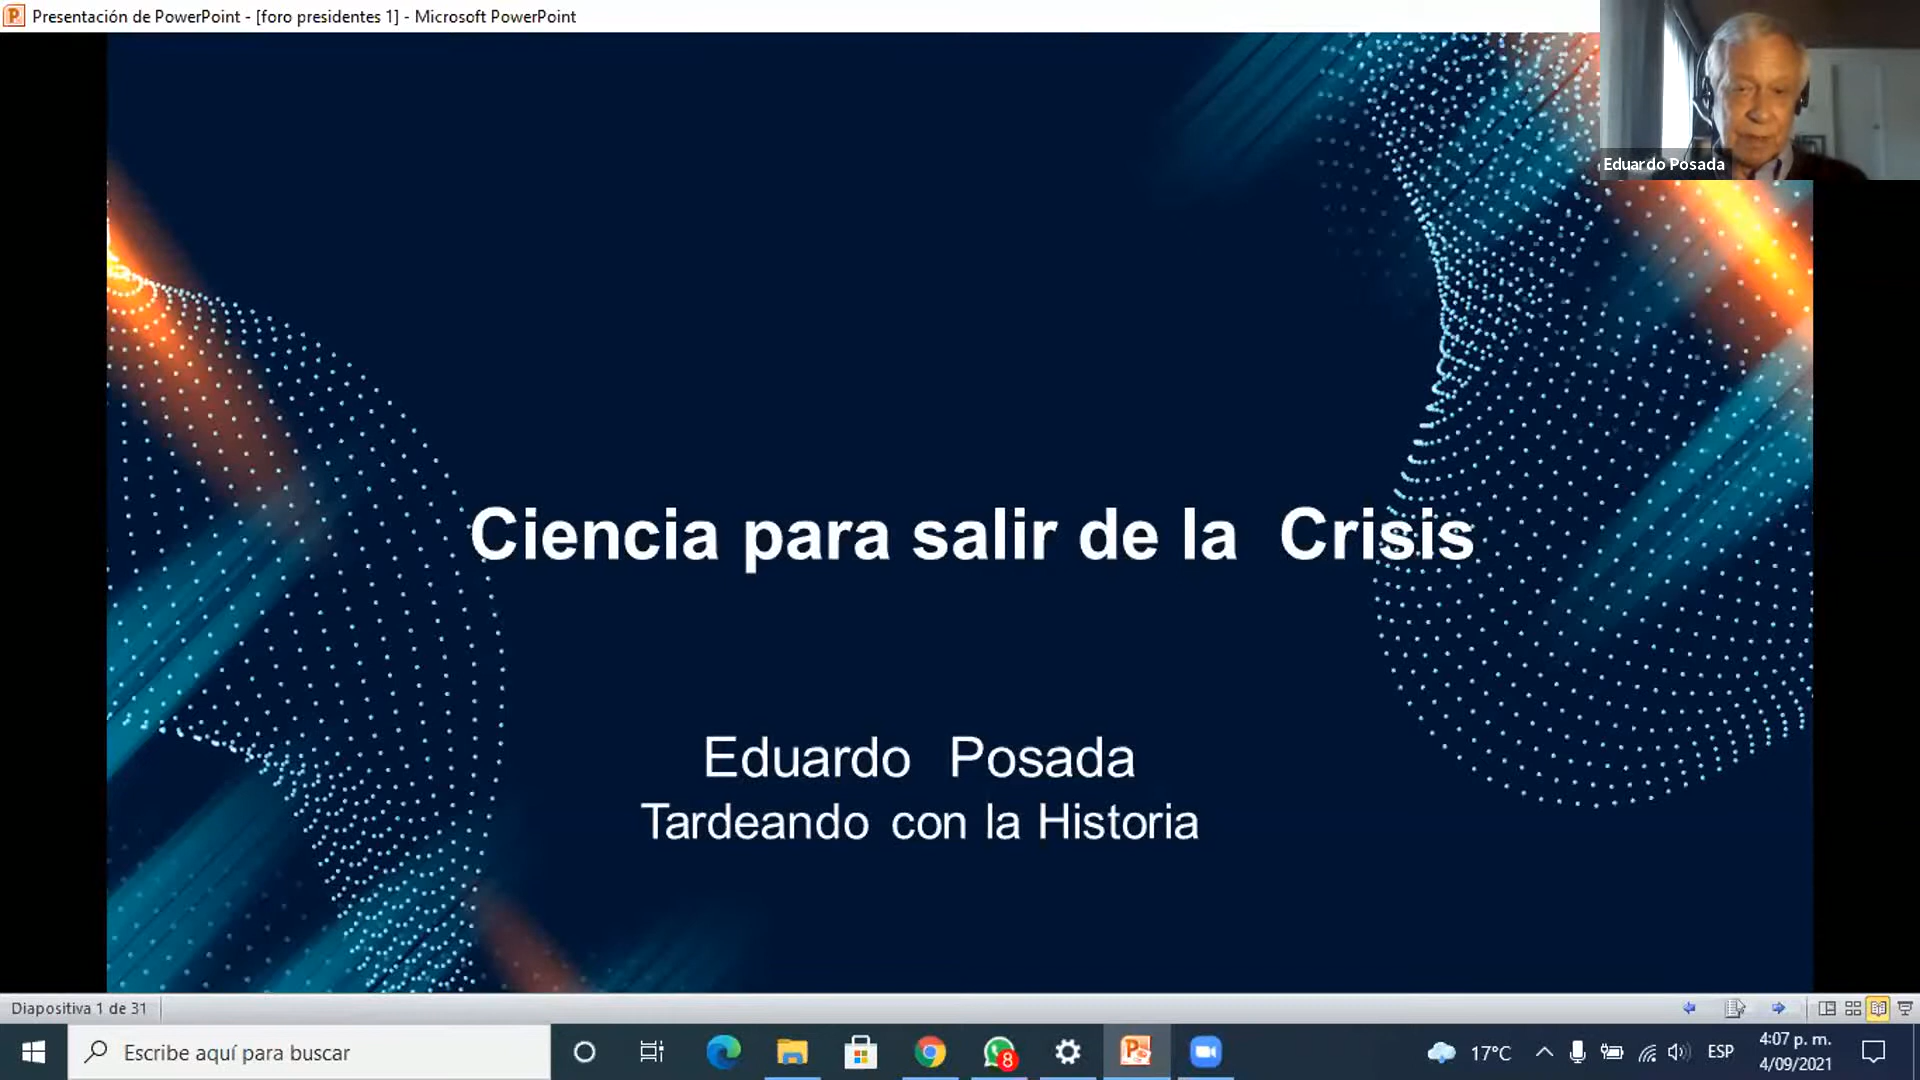 Presentación de PowerPoint - [foro presidentes 1] - Microsoft PowerPoint
Eduardo Posada
Ciencia para salir de la Crisis
Eduardo Posada
Tardeando con la Historia
Diapositiva 1 de 31
Escribe aquí para buscar
8
17°C
ESP
4:07 p. m.
4/09/2021